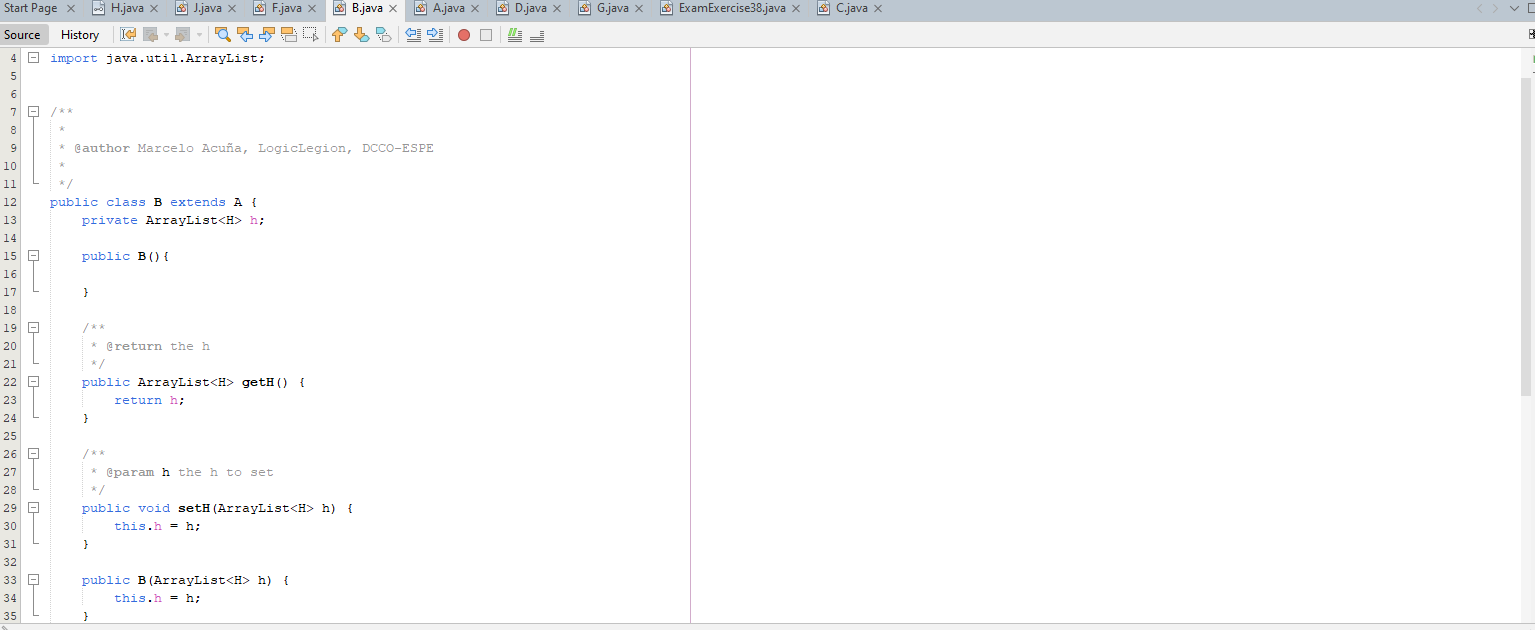 Start Page H.java J.java F.java B.java A.java D.java G.java ExamExercise38.java C.java
Source History
4 import java.util.ArrayList;
5
6
7 /**
8 *
9 * @author Marcelo Acuña, LogicLegion, DCCO-ESPE
10 *
11 */
12 public class B extends A {
13 private ArrayList<H> h;
14
15 public B(){
16
17 }
18
19 /**
20 * @return the h
21 */
22 public ArrayList<H> getH() {
23 return h;
24 }
25
26 /**
27 * @param h the h to set
28 */
29 public void setH(ArrayList<H> h) {
30 this.h = h;
31 }
32
33 public B(ArrayList<H> h) {
34 this.h = h;
35 }